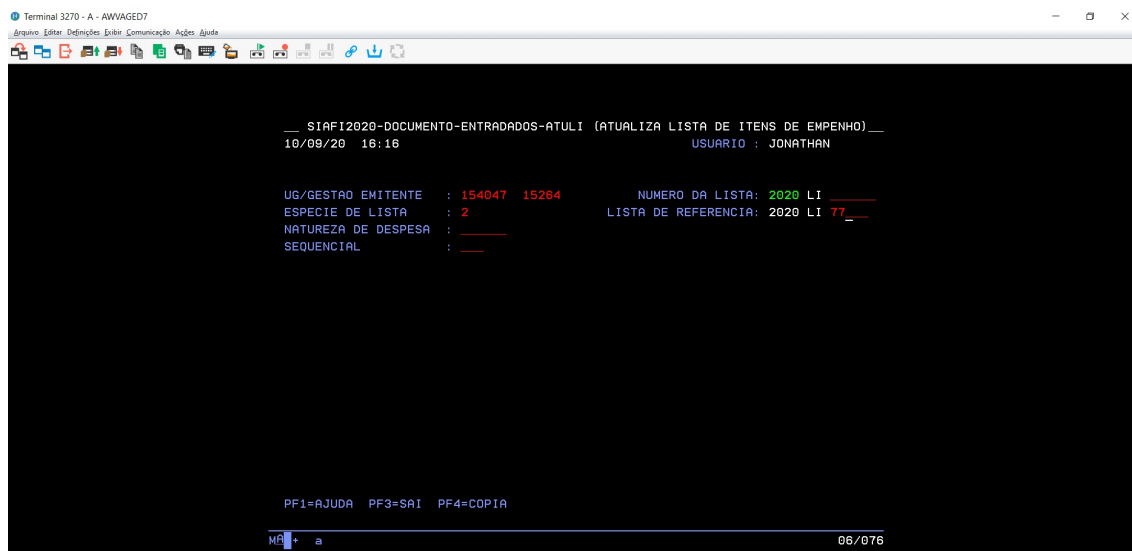 Terminal 3270 - A - AWVAGED7
Arquivo Editar Definições Exibir Comunicação Ações Ajuda
__ SIAFI2020-DOCUMENTO-ENTRADADOS-ATULI (ATUALIZA LISTA DE ITENS DE EMPENHO)__
10/09/20 16:16 USUARIO : JONATHAN
UG/GESTAO EMITENTE : 154047 15264 NUMERO DA LISTA: 2020 LI ______
ESPECIE DE LISTA : 2 LISTA DE REFERENCIA: 2020 LI 77____
NATUREZA DE DESPESA : ______
SEQUENCIAL : ___
PF1=AJUDA PF3=SAI PF4=COPIA
MA + a 06/076